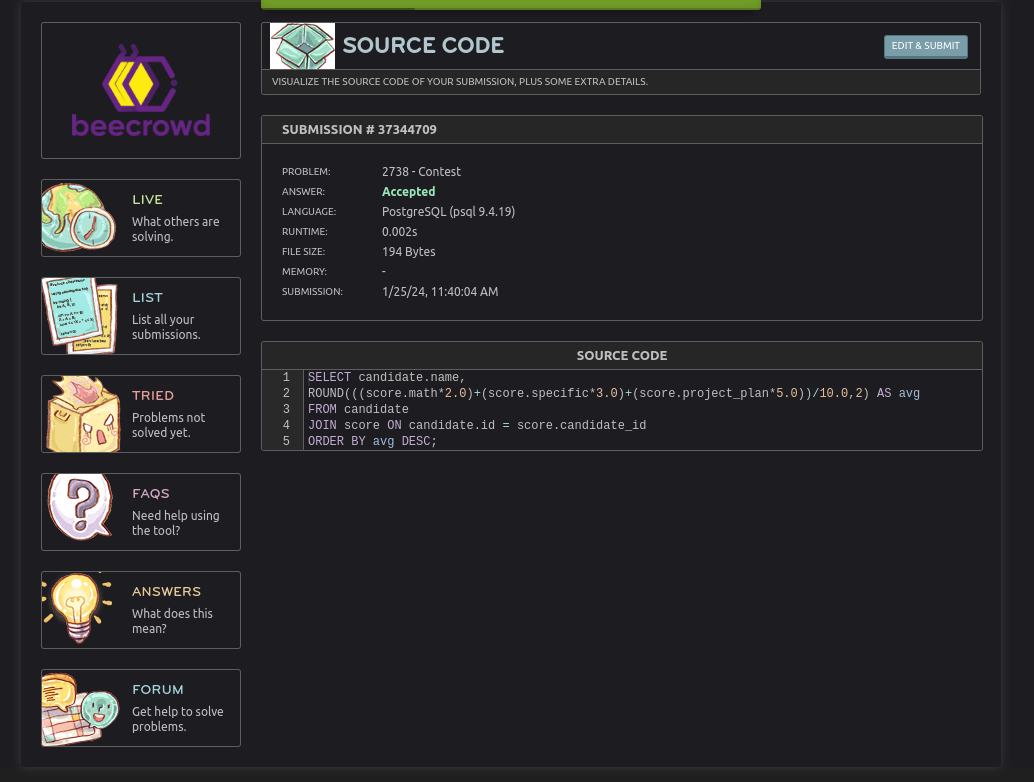 beecrowd
LIVE
What others are
solving.
LIST
List all your
submissions.
TRIED
Problems not
solved yet.
FAQS
Need help using
the tool?
ANSWERS
What does this
mean?
FORUM
Get help to solve
problems.
SOURCE CODE
EDIT & SUBMIT
VISUALIZE THE SOURCE CODE OF YOUR SUBMISSION, PLUS SOME EXTRA DETAILS.
SUBMISSION # 37344709
PROBLEM: 2738 - Contest
ANSWER: Accepted
LANGUAGE: PostgreSQL (psql 9.4.19)
RUNTIME: 0.002s
FILE SIZE: 194 Bytes
MEMORY: -
SUBMISSION: 1/25/24, 11:40:04 AM
SOURCE CODE
1 SELECT candidate.name,
2 ROUND(((score.math*2.0)+(score.specific*3.0)+(score.project_plan*5.0))/10.0,2) AS avg
3 FROM candidate
4 JOIN score ON candidate.id = score.candidate_id
5 ORDER BY avg DESC;